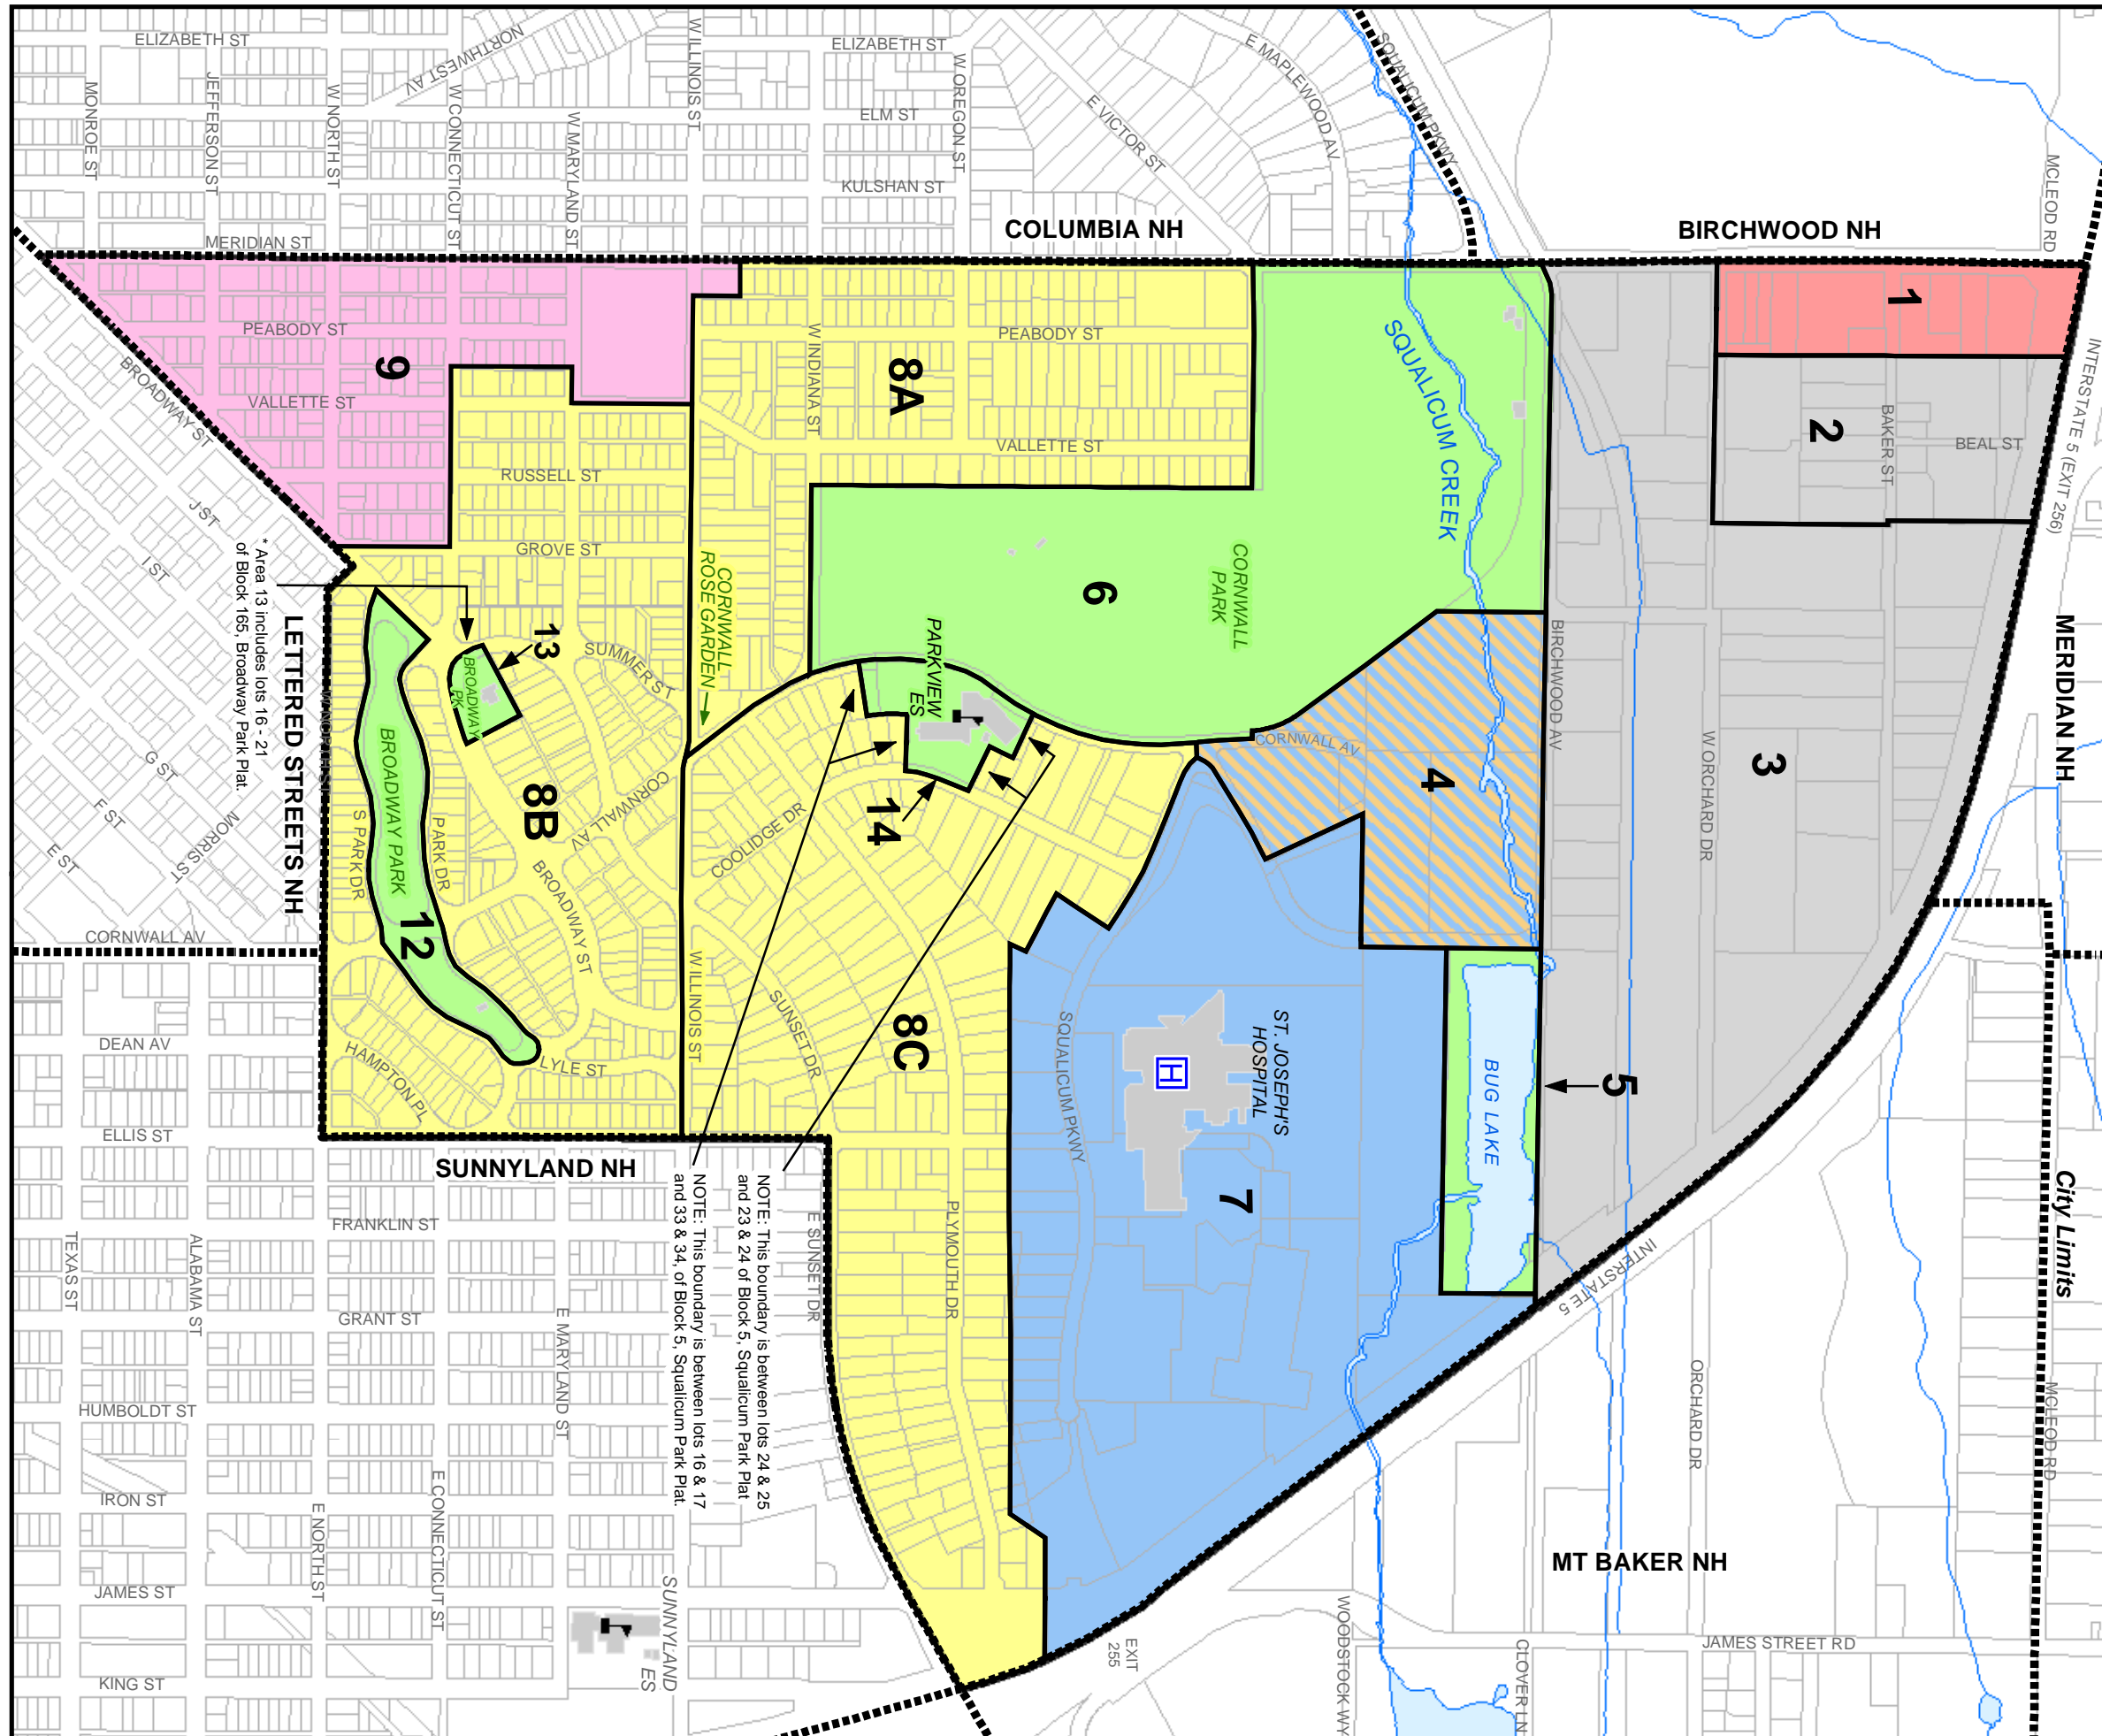 ELIZABETH ST
NORTHWEST AV
W ILLINOIS ST
ELIZABETH ST
W OREGON ST
E MAPLEWOOD AV
SQUALICUM PKWY
MONROE ST
JEFFERSON ST
W NORTH ST
W CONNECTICUT ST
W MARYLAND ST
ELM ST
E VICTOR ST
KULSHAN ST
MCLEOD RD
MERIDIAN ST
COLUMBIA NH
BIRCHWOOD NH
1
PEABODY ST
9
VALLETTE ST
BROADWAY ST
W INDIANA ST
8A
PEABODY ST
VALLETTE ST
SQUALICUM CREEK
2
BAKER ST
BEAL ST
INTERSTATE 5 (EXIT 256)
RUSSELL ST
GROVE ST
J ST
I ST
* Area 13 includes lots 16 - 21
of Block 165, Broadway Park Plat.
CORNWALL
ROSE GARDEN
6
CORNWALL
PARK
PARKVIEW
ES
13
SUMMER ST
BROADWAY
PK
BIRCHWOOD AV
W ORCHARD DR
3
MERIDIAN NH
LETTERED STREETS NH
W NORTH ST
G ST
F ST
E ST
MORRIS ST
BROADWAY PARK
S PARK DR
PARK DR
8B
CORNWALL AV
BROADWAY ST
COOLIDGE DR
14
CORNWALL AV
4
12
CORNWALL AV
DEAN AV
ELLIS ST
HAMPTON PL
LYLE ST
W ILLINOIS ST
SUNSET DR
8C
SQUALICUM PKWY
ST. JOSEPH'S
HOSPITAL
H
7
BUG LAKE
5
City Limits
SUNNYLAND NH
FRANKLIN ST
TEXAS ST
ALABAMA ST
GRANT ST
E MARYLAND ST
NOTE: This boundary is between lots 24 & 25
and 23 & 24 of Block 5, Squalicum Park Plat
NOTE: This boundary is between lots 16 & 17
and 33 & 34, of Block 5, Squalicum Park Plat.
E SUNSET DR
PLYMOUTH DR
INTERSTATE 5
ORCHARD DR
MCLEOD RD
HUMBOLDT ST
IRON ST
E NORTH ST
E CONNECTICUT ST
JAMES ST
KING ST
SUNNYLAND
ES
MT BAKER NH
EXIT
255
WOODSTOCK WY
CLOVER LN
JAMES STREET RD